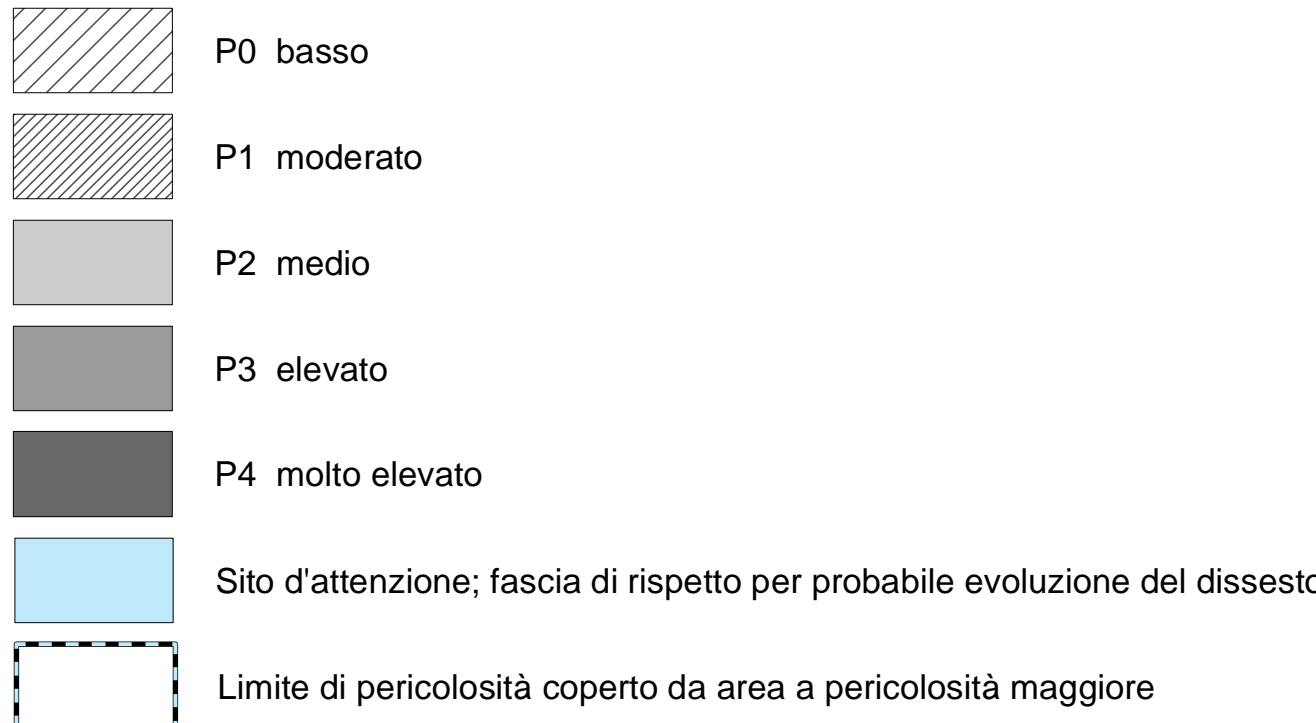 P0 basso
P1 moderato
P2 medio
P3 elevato
P4 molto elevato
Sito d'attenzione; fascia di rispetto per probabile evoluzione del dissesto
Limite di pericolosità coperto da area a pericolosità maggiore